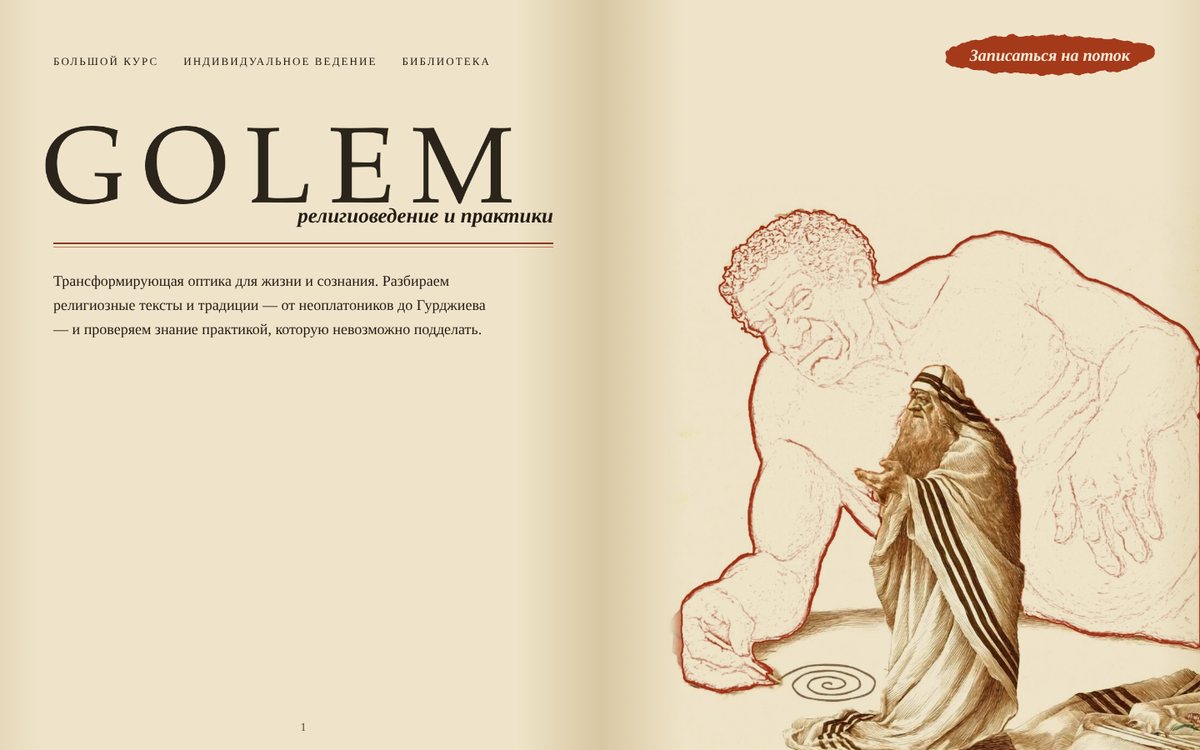 БОЛЬШОЙ КУРС ИНДИВИДУАЛЬНОЕ ВЕДЕНИЕ БИБЛИОТЕКА
Записаться на поток
GOLEM
религиоведение и практики
Трансформирующая оптика для жизни и сознания. Разбираем
религиозные тексты и традиции — от неоплатоников до Гурджиева
— и проверяем знание практикой, которую невозможно подделать.
1